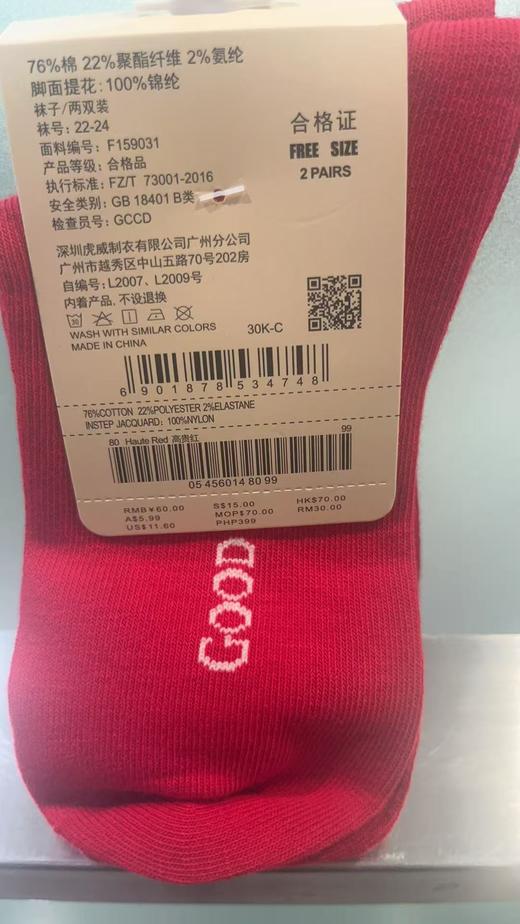 76%棉 22%聚酯纤维 2%氨纶
脚面提花: 100%锦纶
袜子/两双装
袜号: 22-24
面料编号: F159031
产品等级: 合格品
执行标准: FZ/T 73001-2016
安全类别: GB 18401 B类
检查员号: GCCD
合格证
FREE SIZE
2 PAIRS
深圳虎威制衣有限公司广州分公司
广州市越秀区中山五路70号202房
自编号: L2007、L2009号
内着产品, 不设退换
30
WASH WITH SIMILAR COLORS 30K-C
MADE IN CHINA
6 901878 534748
76%COTTON 22%POLYESTER 2%ELASTANE
INSTEP JACQUARD: 100%NYLON
80 Haute Red 高贵红 99
05 456014 80 99
RMB¥60.00 S$15.00 HK$70.00
A$5.99 MOP$70.00 RM30.00
US$11.60 PHP399
GOOD